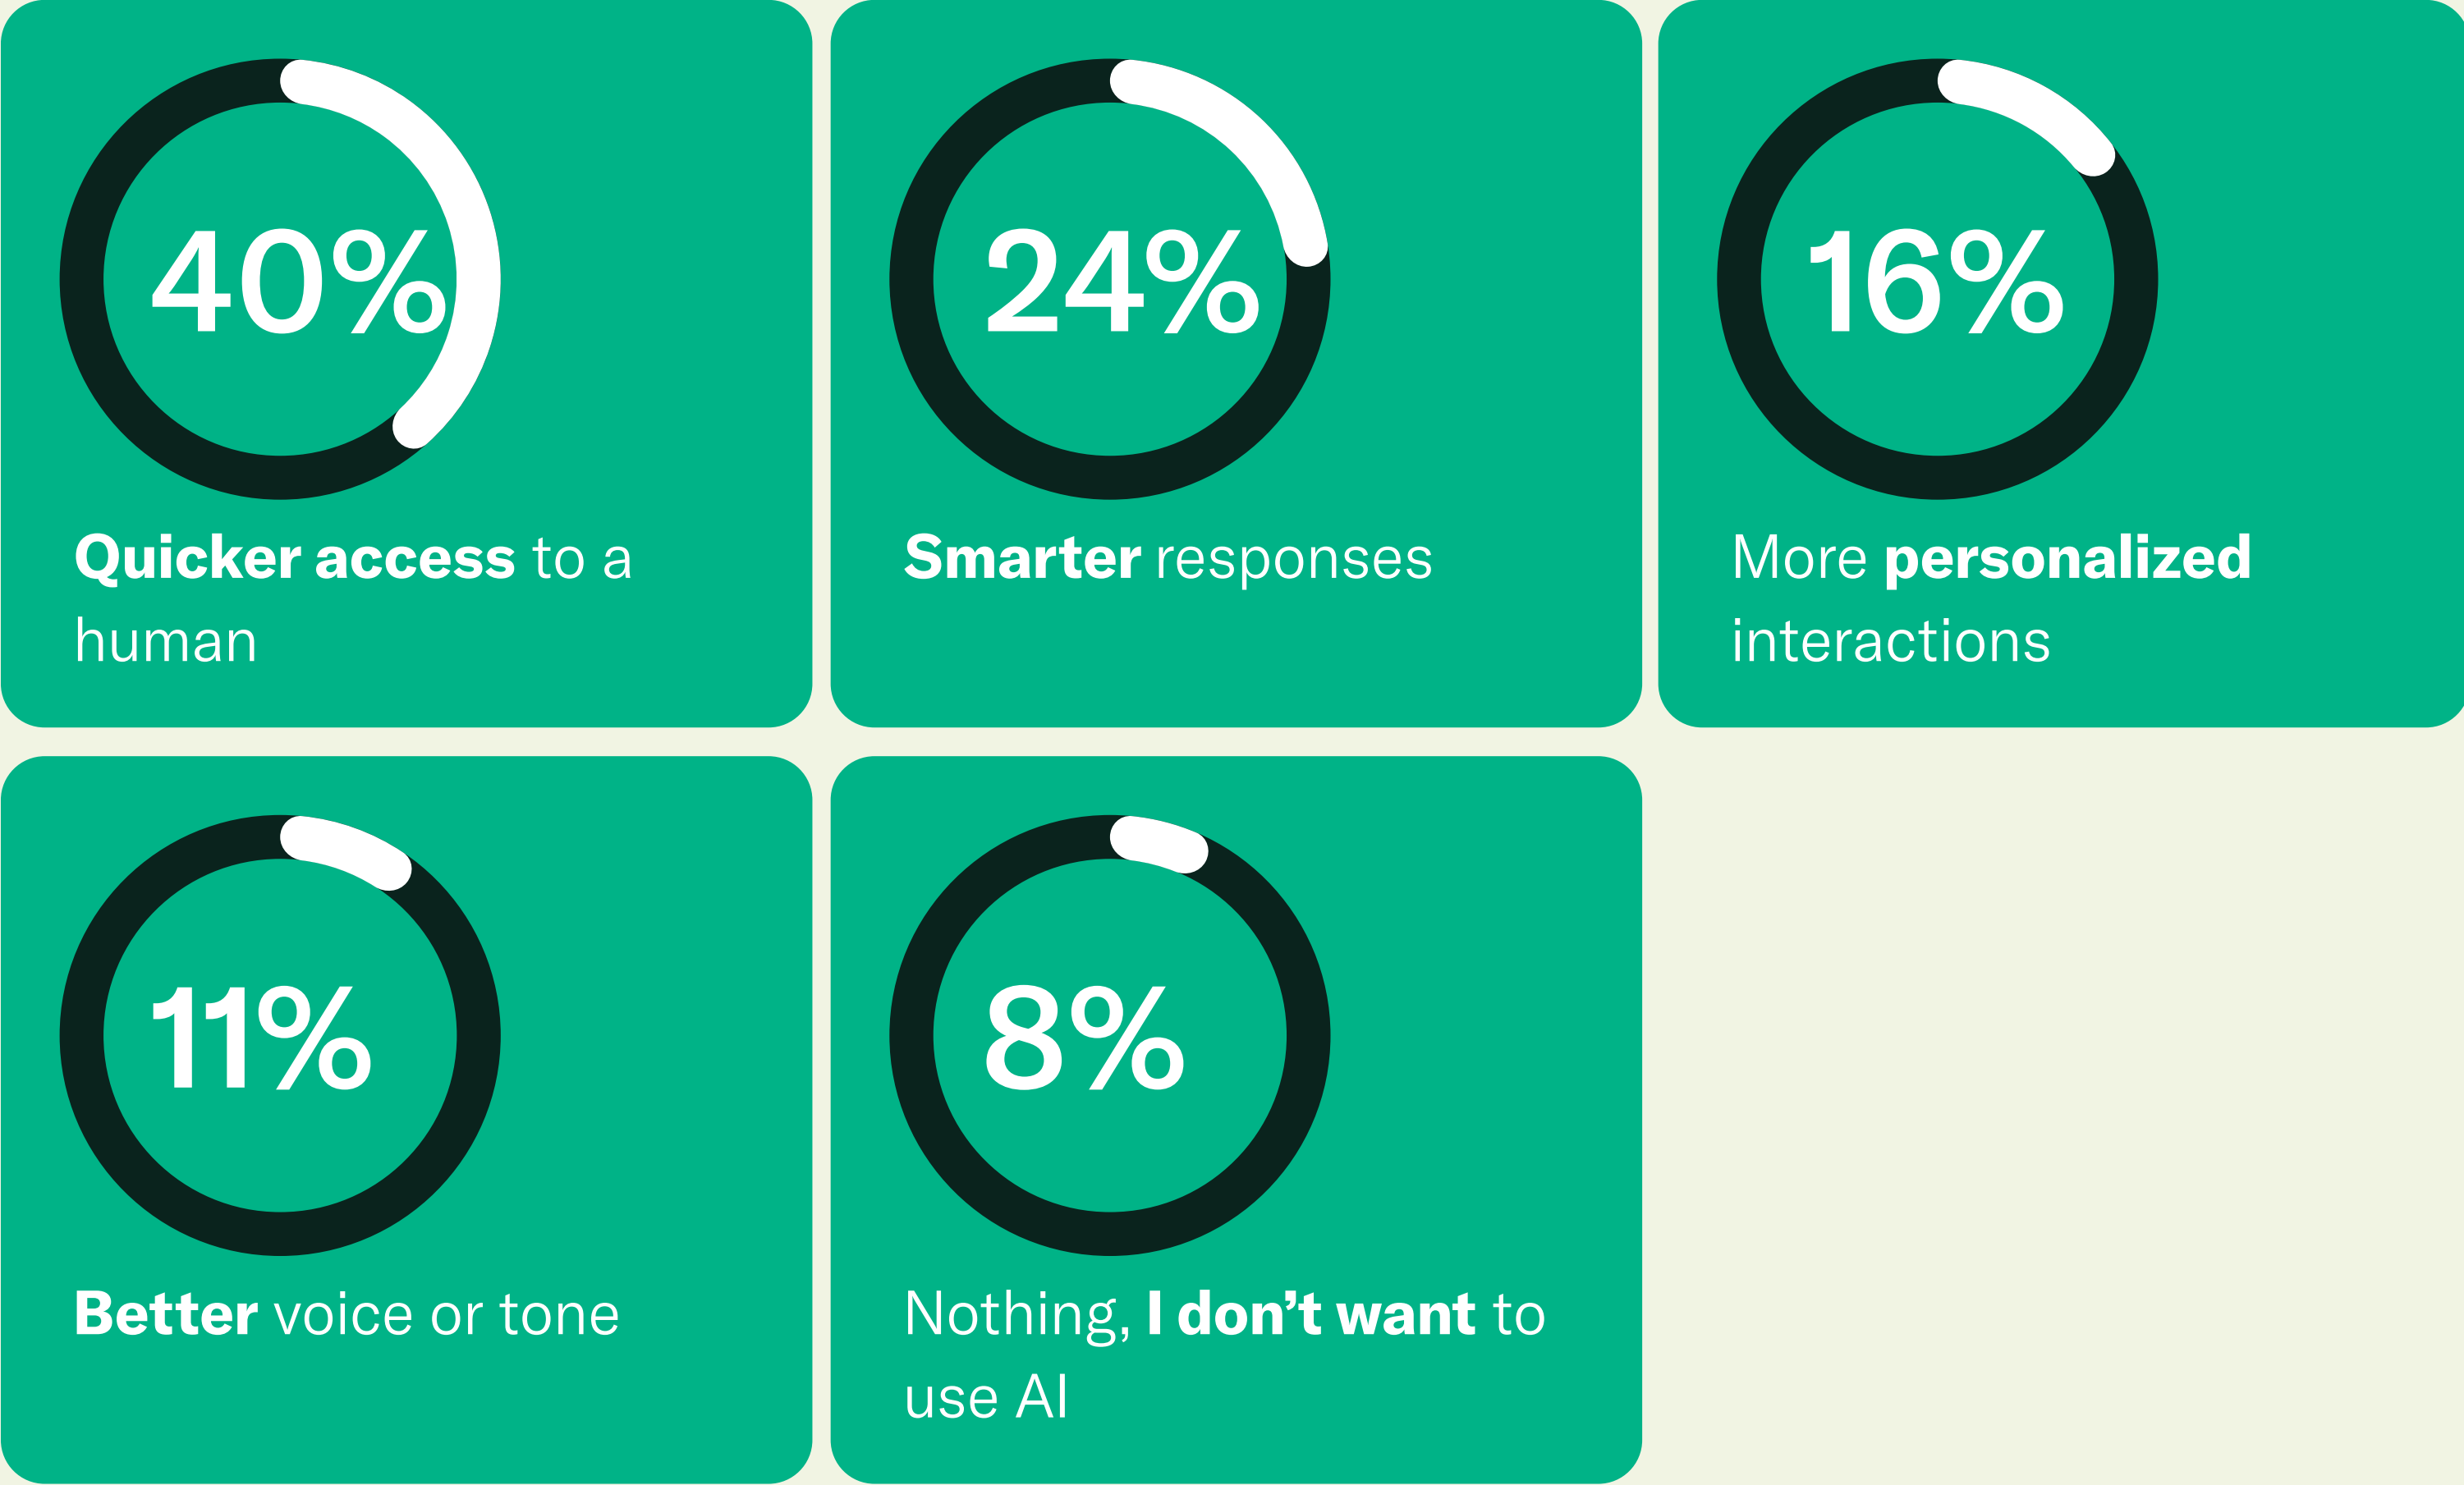 40%
Quicker access to a
human
24%
Smarter responses
16%
More personalized
interactions
11%
Better voice or tone
8%
Nothing, I don't want to
use AI